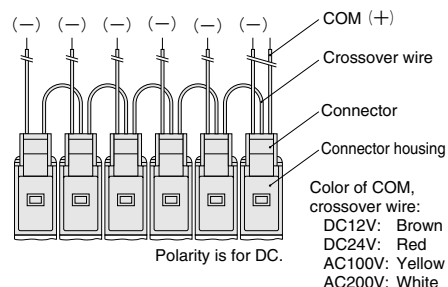 (−) (−) (−) (−) (−) (−) COM (+)
Crossover wire
Connector
Connector housing
Polarity is for DC.
Color of COM,
crossover wire:
DC12V: Brown
DC24V: Red
AC100V: Yellow
AC200V: White